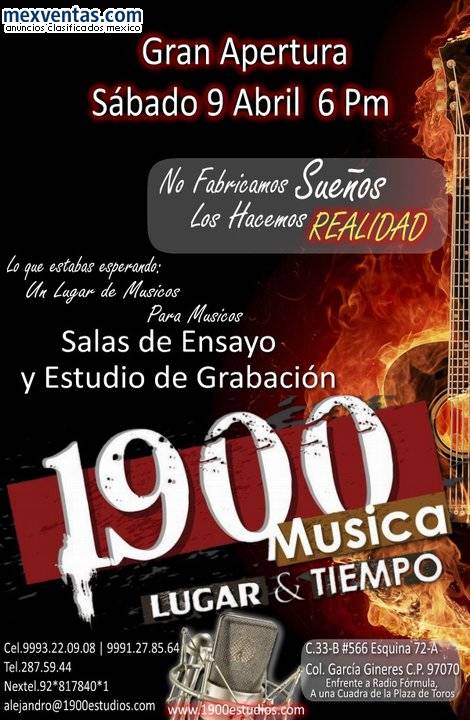 mexventas.com
anuncios clasificados mexico
Gran Apertura
Sábado 9 Abril 6 Pm
No Fabricamos Sueños
Los Hacemos REALIDAD
Lo que estabas esperando:
Un Lugar de Musicos
Para Musicos
Salas de Ensayo
y Estudio de Grabación
1900
Musica
LUGAR & TIEMPO
Cel.9993.22.09.08 | 9991.27.85.64
Tel.287.59.44
Nextel.92*817840*1
alejandro@1900estudios.com
C.33-B #566 Esquina 72-A
Col. García Gineres C.P. 97070
Enfrente a Radio Fórmula,
A una Cuadra de la Plaza de Toros
www.1900estudios.com